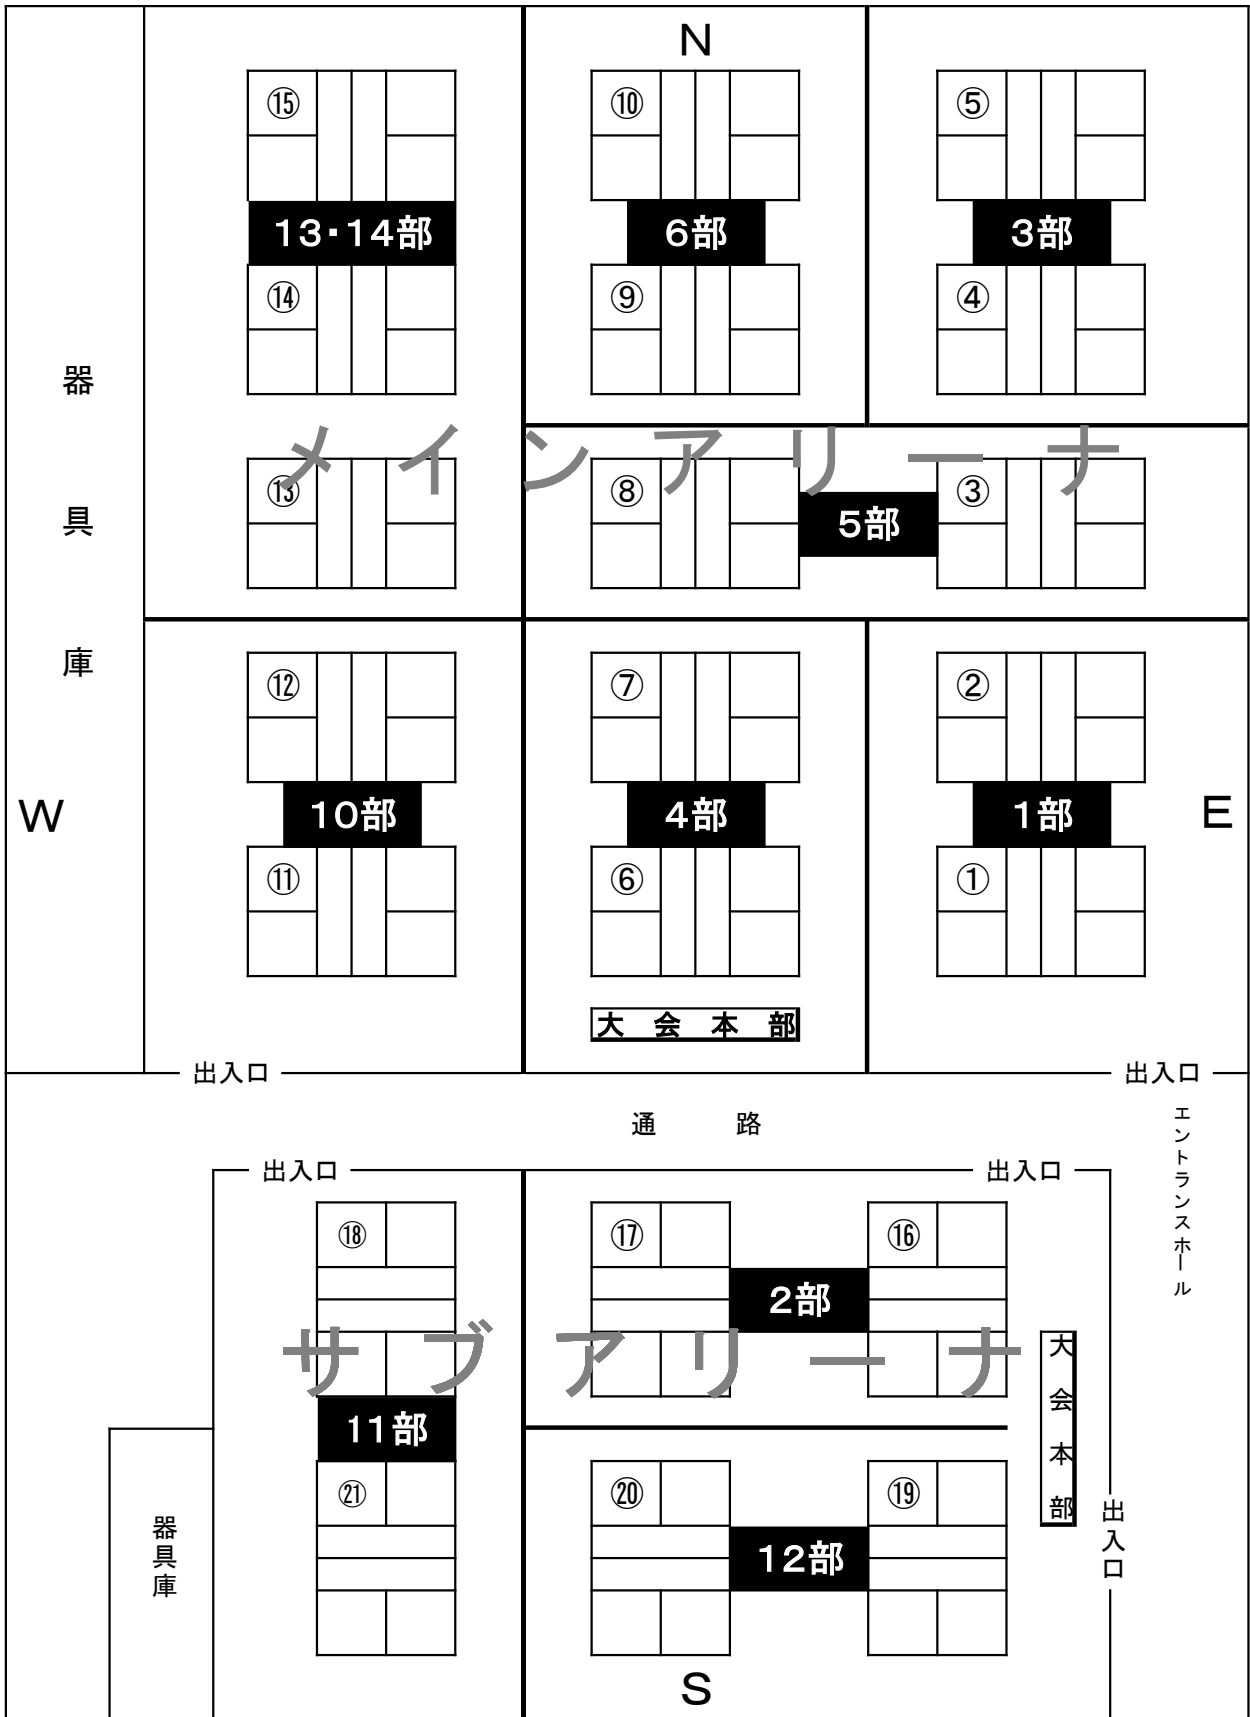 N
⑮ ⑩ ⑤
13・14部 6部 3部
⑭ ⑨ ④
器具庫
メインアリーナ
⑬ ⑧ ③
5部
⑫ ⑦ ②
W 10部 4部 1部 E
⑪ ⑥ ①
大会本部
出入口 出入口
通路
エントランスホール
出入口 出入口
⑱ ⑰ ⑯
2部
サブアリーナ
大会本部
11部
㉑ ⑳ ⑲
出入口
器具庫
12部
S